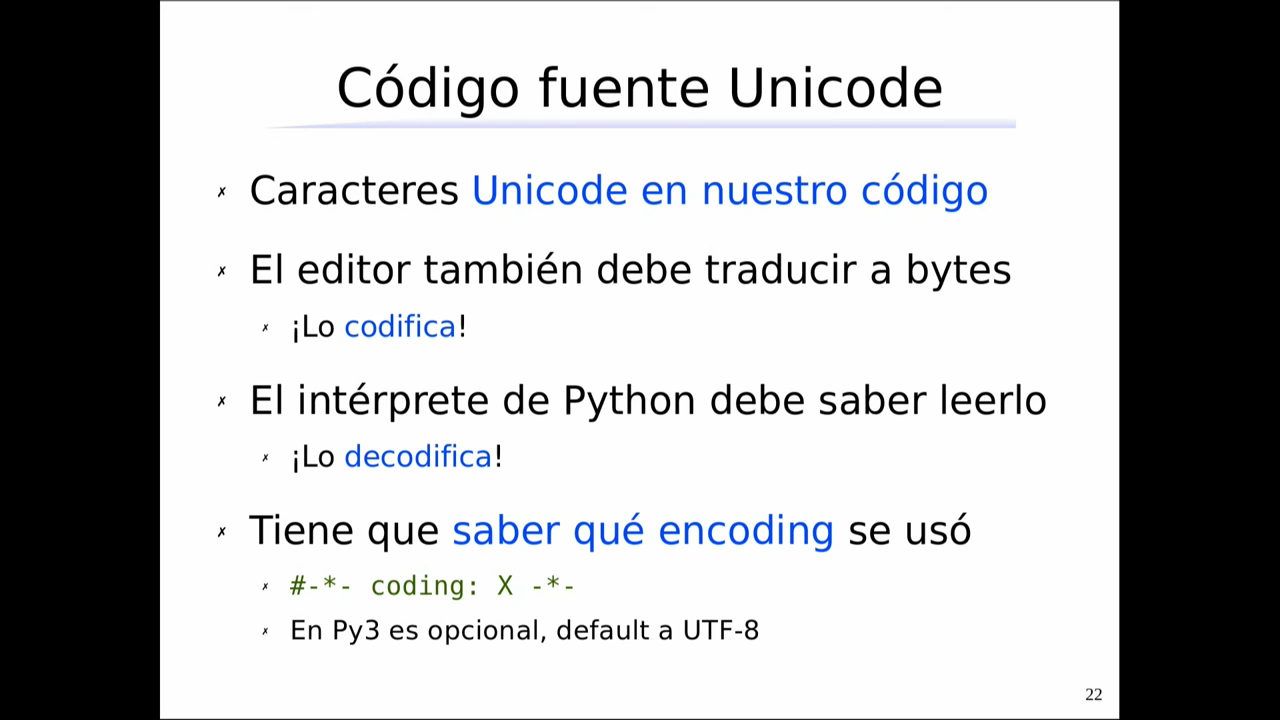 Código fuente Unicode
✗ Caracteres Unicode en nuestro código
✗ El editor también debe traducir a bytes
✗ ¡Lo codifica!
✗ El intérprete de Python debe saber leerlo
✗ ¡Lo decodifica!
✗ Tiene que saber qué encoding se usó
✗ #-*- coding: X -*-
✗ En Py3 es opcional, default a UTF-8
22